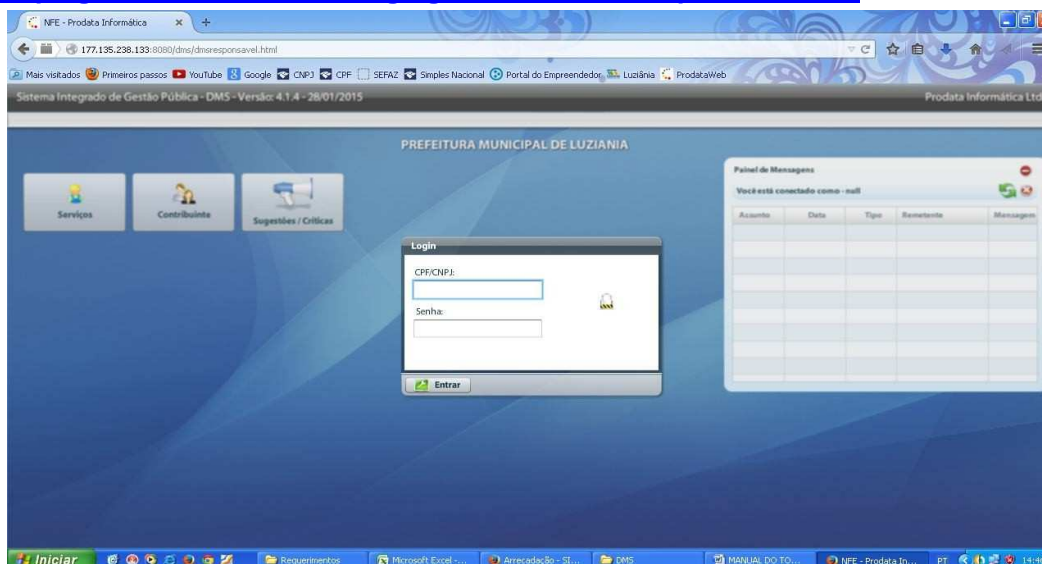 NFE - Prodata Informática
177.135.238.133:8080/dms/dmsresponsavel.html
Mais visitados Primeiros passos YouTube Google CNPJ CPF SEFAZ Simples Nacional Portal do Empreendedor Luziânia ProdataWeb
Sistema Integrado de Gestão Pública - DMS - Versão: 4.1.4 - 28/01/2015 Prodata Informática Ltd
PREFEITURA MUNICIPAL DE LUZIANIA
Serviços Contribuinte Sugestões / Críticas
Painel de Mensagens
Você está conectado como - null
Assunto Data Tipo Remetente Mensagem
Login
CPF/CNPJ:
Senha:
Entrar
Iniciar Requerimentos Microsoft Excel -... Arrecadação - SI... DMS MANUAL DO TO... NFE - Prodata In... PT